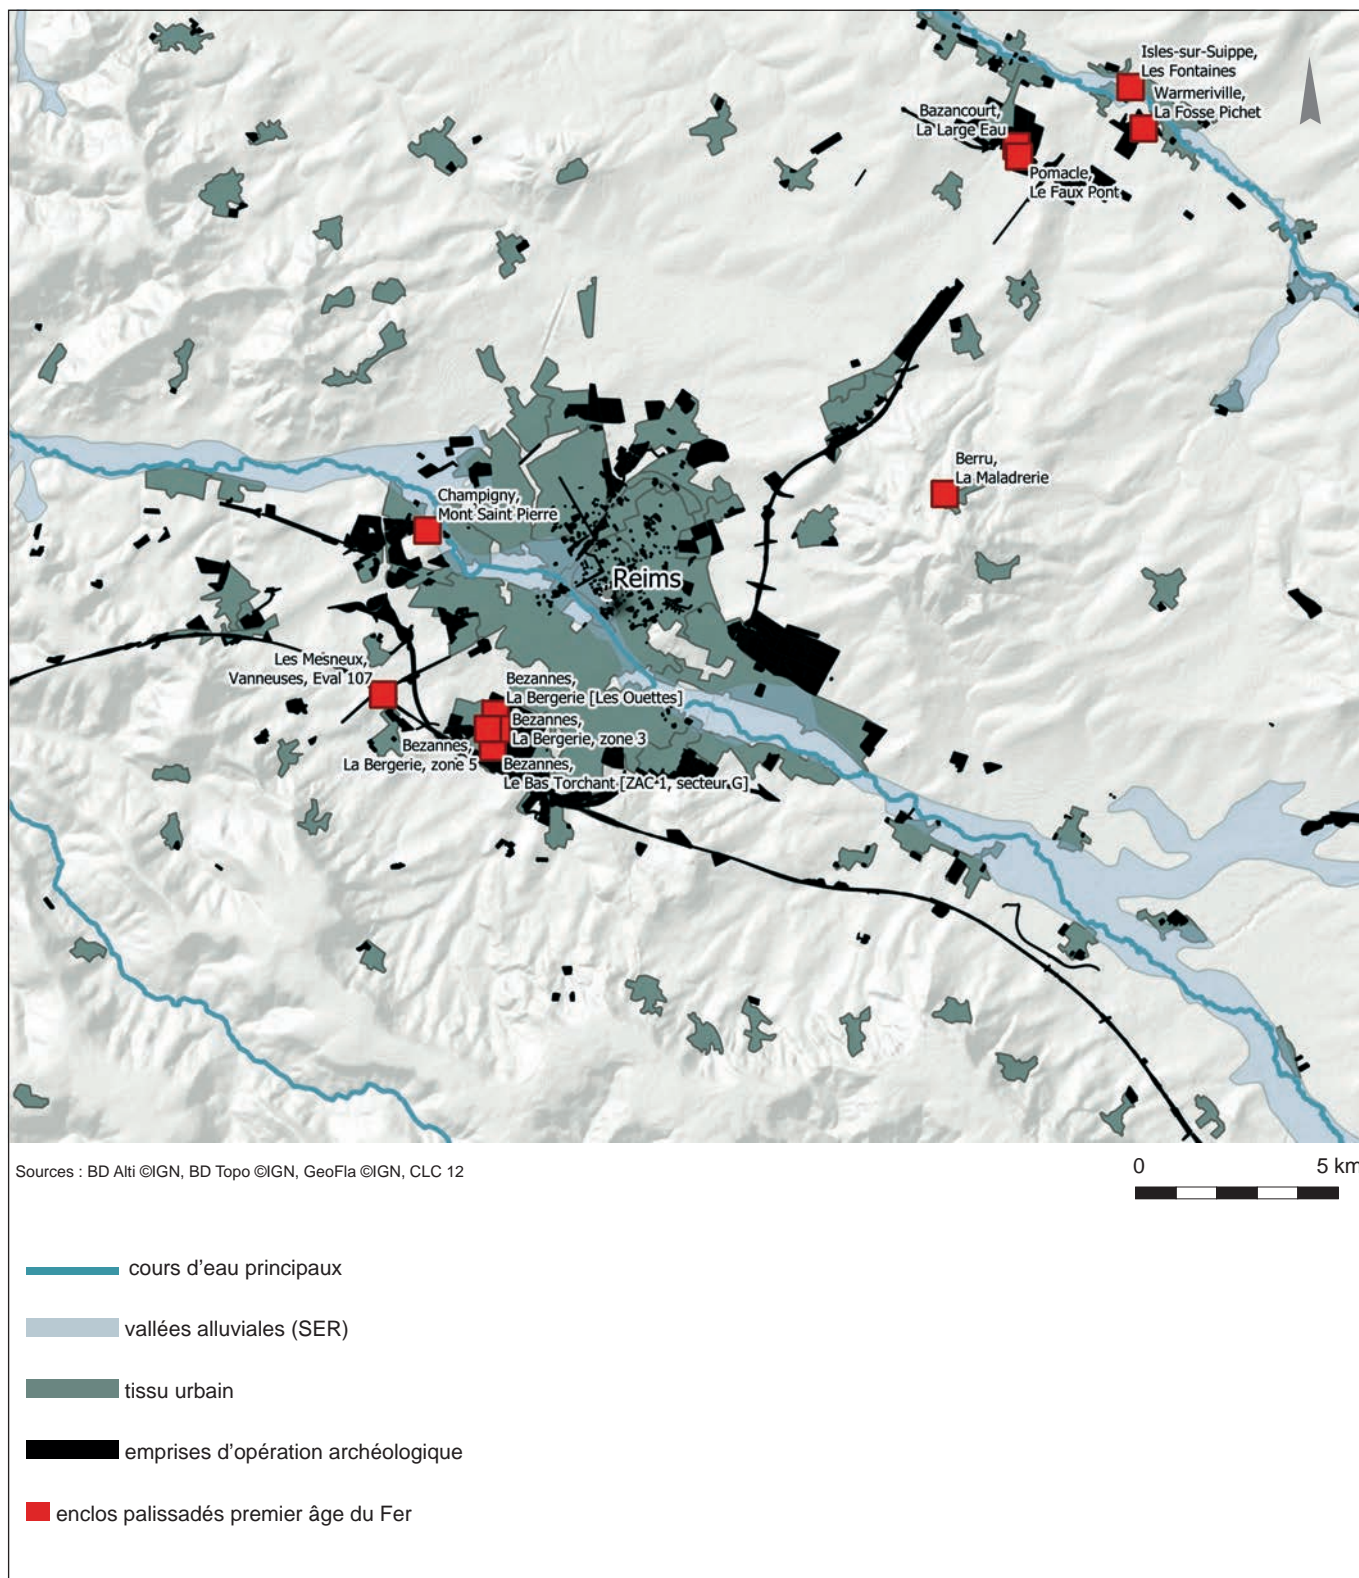 Isles-sur-Suippe,
Les Fontaines
Warmeriville,
La Fosse Pichet
Bazancourt,
La Large Eau
Pomacle,
Le Faux Pont
Berru,
La Maladrerie
Champigny,
Mont Saint Pierre
Reims
Les Mesneux,
Vanneuses, Eval 107
Bezannes,
La Bergerie [Les Ouettes]
Bezannes,
La Bergerie, zone 3
Bezannes,
La Bergerie, zone 5
Bezannes,
Le Bas Torchant [ZAC 1, secteur G]
Sources : BD Alti ©IGN, BD Topo ©IGN, GeoFla ©IGN, CLC 12
0 5 km
cours d'eau principaux
vallées alluviales (SER)
tissu urbain
emprises d'opération archéologique
enclos palissadés premier âge du Fer